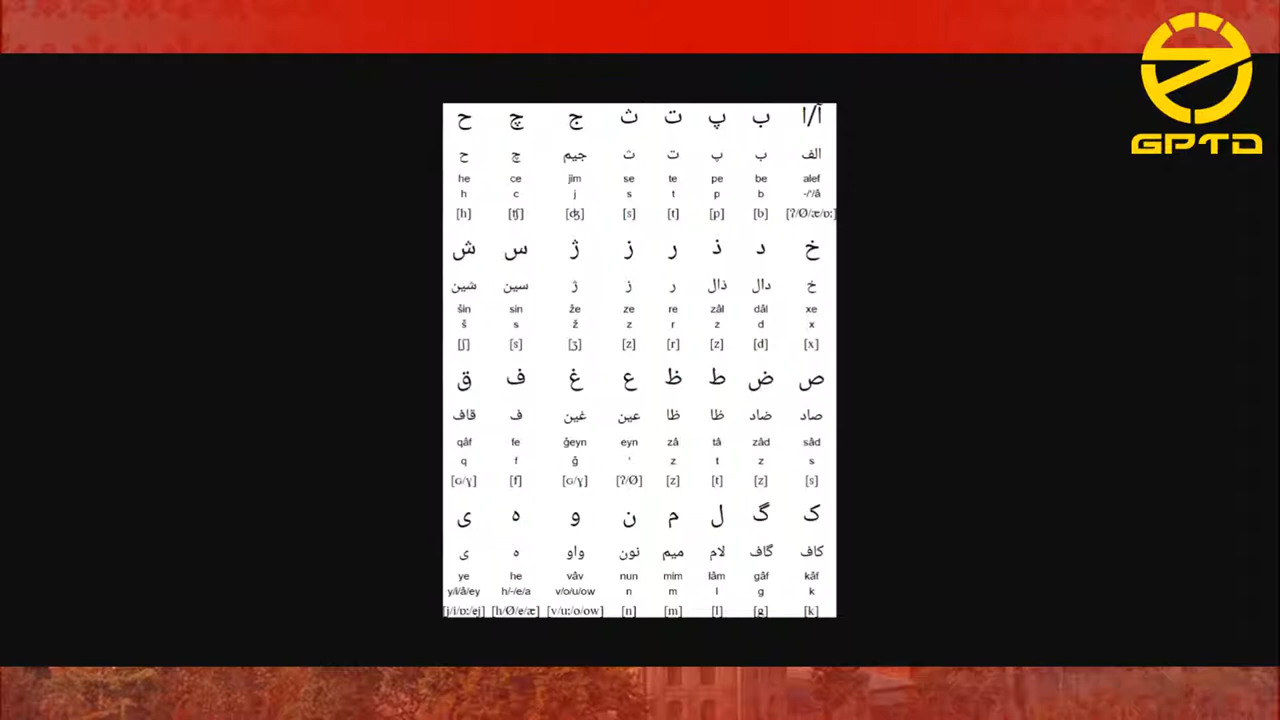 آ/ا ب پ ت ث ج چ ح
الف ب پ ت ث جیم چ ح
alef be pe te se jim ce he
-/'/â b p t s j c h
[ʔ/Ø/æ/ɒː] [b] [p] [t] [s] [ʤ] [ʧ] [h]
خ د ذ ر ز ژ س ش
خ دال ذال ر ز ژ سین شین
xe dâl zâl re ze že sin šin
x d z r z ž s š
[x] [d] [z] [r] [z] [ʒ] [s] [ʃ]
ص ض ط ظ ع غ ف ق
صاد ضاد ظا ظا عین غین ف قاف
sâd zâd tâ zâ eyn ğeyn fe qâf
s z t z ' ğ f q
[s] [z] [t] [z] [ʔ/Ø] [ɢ/ɣ] [f] [ɢ/ɣ]
ک گ ل م ن و ه ی
کاف گاف لام میم نون واو ه ی
kâf gâf lâm mim nun vâv he ye
k g l m n v/o/u/ow h/-/e/a y/i/â/ey
[k] [g] [l] [m] [n] [v/uː/o/ow] [h/Ø/e/æ] [j/i/ɒː/ej]
GPTD